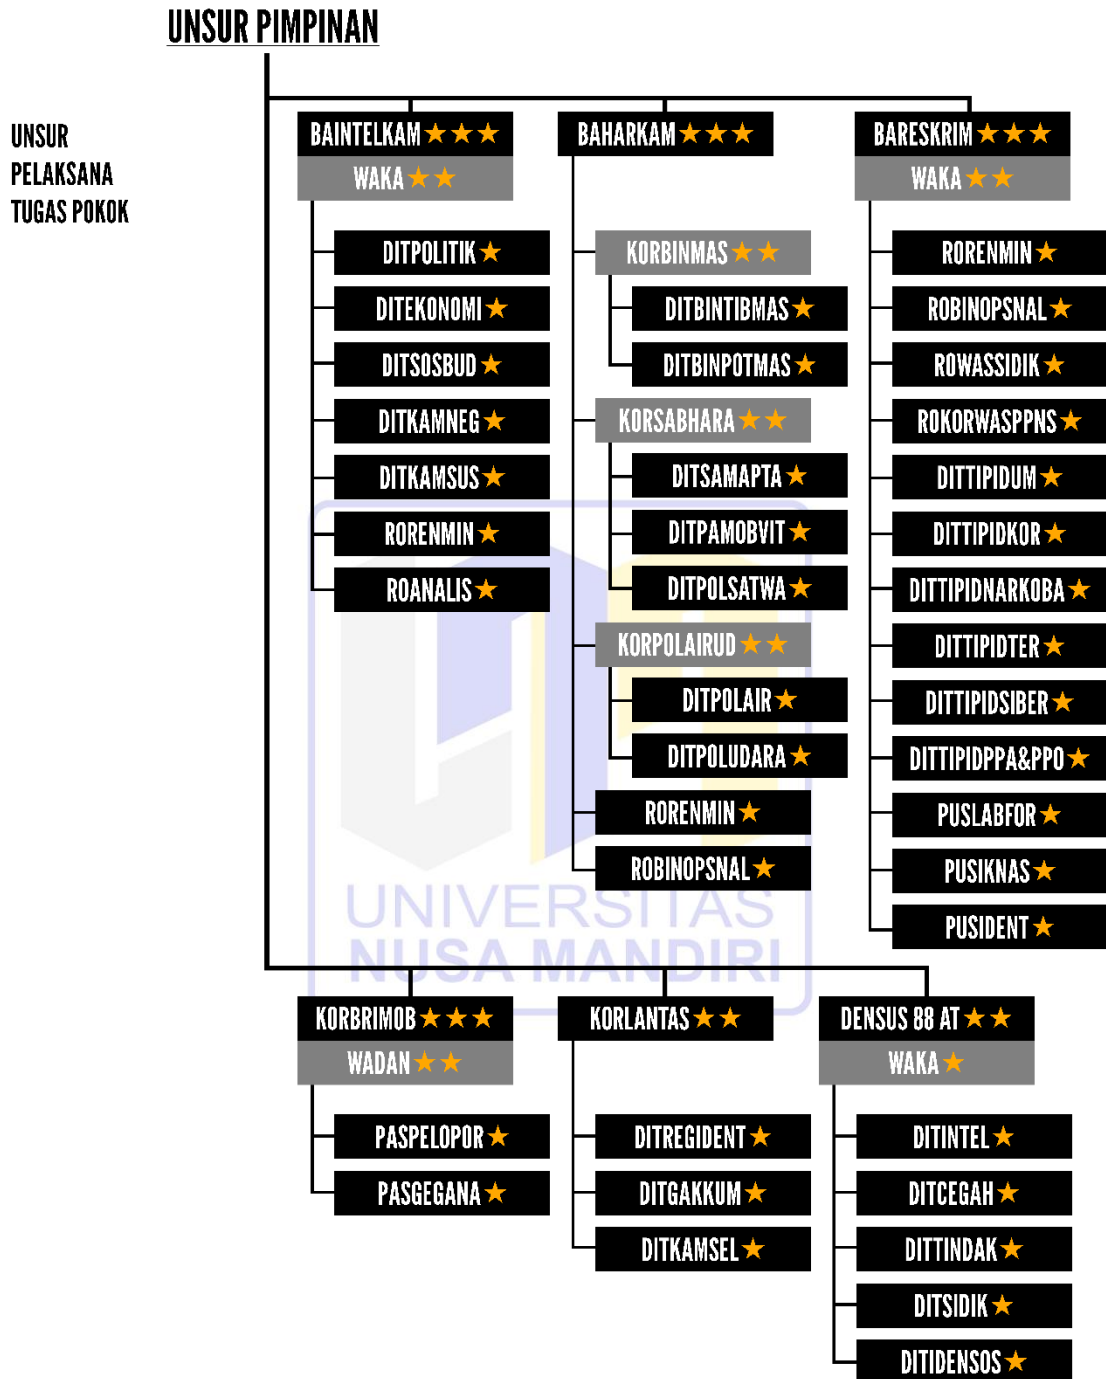 UNSUR PIMPINAN
UNSUR
PELAKSANA
TUGAS POKOK
BAINTELKAM
WAKA
DITPOLITIK
DITEKONOMI
DITSOSBUD
DITKAMNEG
DITKAMSUS
RORENMIN
ROANALIS
BAHARKAM
KORBINMAS
DITBINTIBMAS
DITBINPOTMAS
KORSABHARA
DITSAMAPTA
DITPAMOBVIT
DITPOLSATWA
KORPOLAIRUD
DITPOLAIR
DITPOLUDARA
RORENMIN
ROBINOPSNAL
BARESKRIM
WAKA
RORENMIN
ROBINOPSNAL
ROWASSIDIK
ROKORWASPPNS
DITTIPIDUM
DITTIPIDKOR
DITTIPIDNARKOBA
DITTIPIDTER
DITTIPIDSIBER
DITTIPIDPPA&PPO
PUSLABFOR
PUSIKNAS
PUSIDENT
UNIVERSITAS
NUSA MANDIRI
KORBRIMOB
WADAN
PASPELOPOR
PASGEGANA
KORLANTAS
DITREGIDENT
DITGAKKUM
DITKAMSEL
DENSUS 88 AT
WAKA
DITINTEL
DITCEGAH
DITTINDAK
DITSIDIK
DITIDENSOS